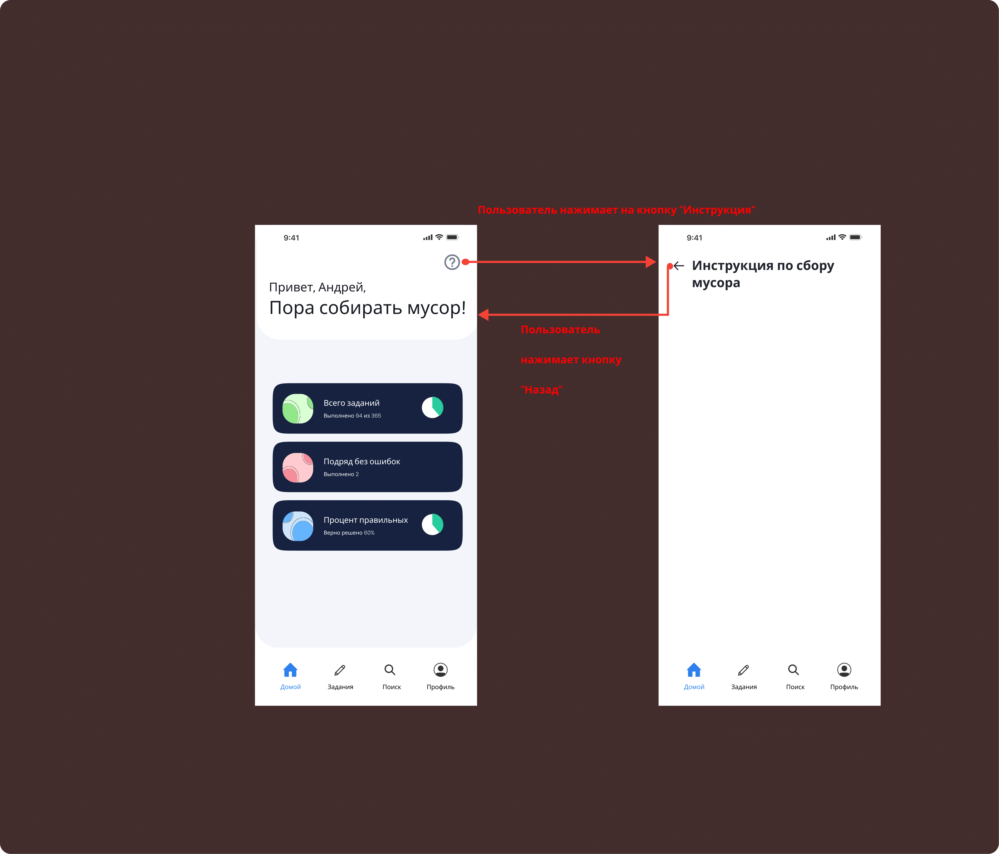 Пользователь нажимает на кнопку "Инструкция"
9:41
Привет, Андрей,
Пора собирать мусор!
Всего заданий
Выполнено 94 из 365
Подряд без ошибок
Выполнено 2
Процент правильных
Верно решено 60%
Домой
Задания
Поиск
Профиль
Пользователь
нажимает кнопку
"Назад"
9:41
Инструкция по сбору
мусора
Домой
Задания
Поиск
Профиль